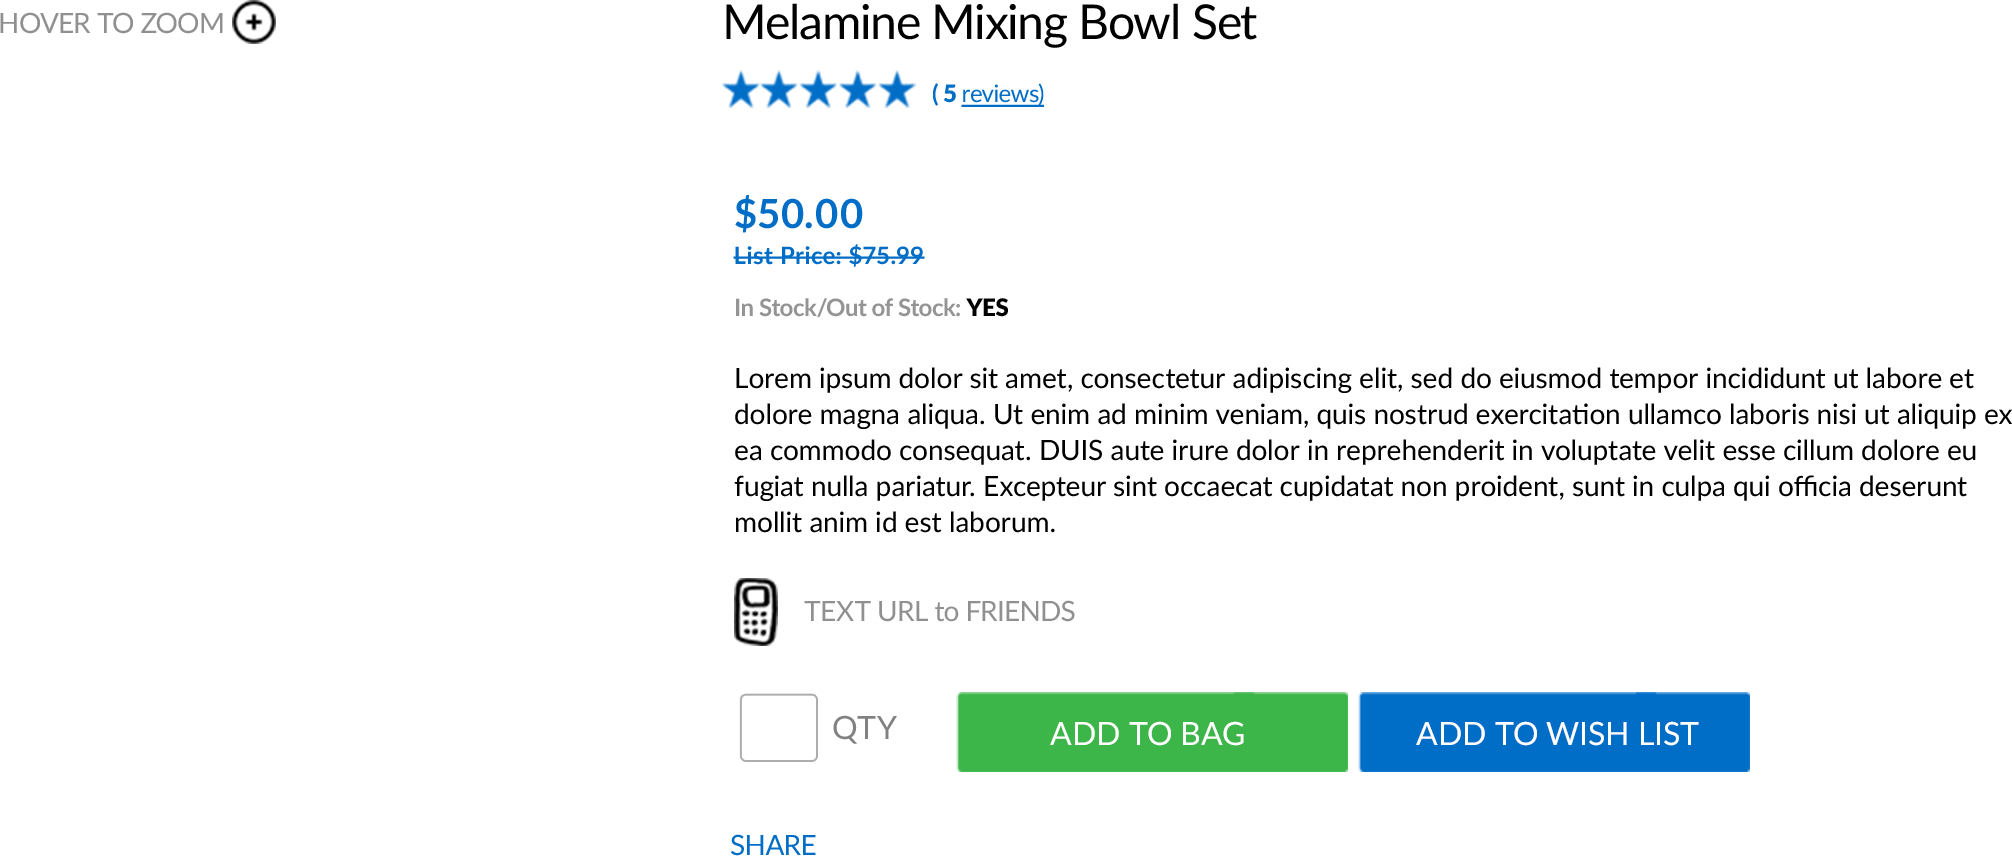 HOVER TO ZOOM
Melamine Mixing Bowl Set
( 5 reviews)
$50.00
List Price: $75.99
In Stock/Out of Stock: YES
Lorem ipsum dolor sit amet, consectetur adipiscing elit, sed do eiusmod tempor incididunt ut labore et
dolore magna aliqua. Ut enim ad minim veniam, quis nostrud exercitation ullamco laboris nisi ut aliquip ex
ea commodo consequat. DUIS aute irure dolor in reprehenderit in voluptate velit esse cillum dolore eu
fugiat nulla pariatur. Excepteur sint occaecat cupidatat non proident, sunt in culpa qui officia deserunt
mollit anim id est laborum.
TEXT URL to FRIENDS
QTY
ADD TO BAG
ADD TO WISH LIST
SHARE